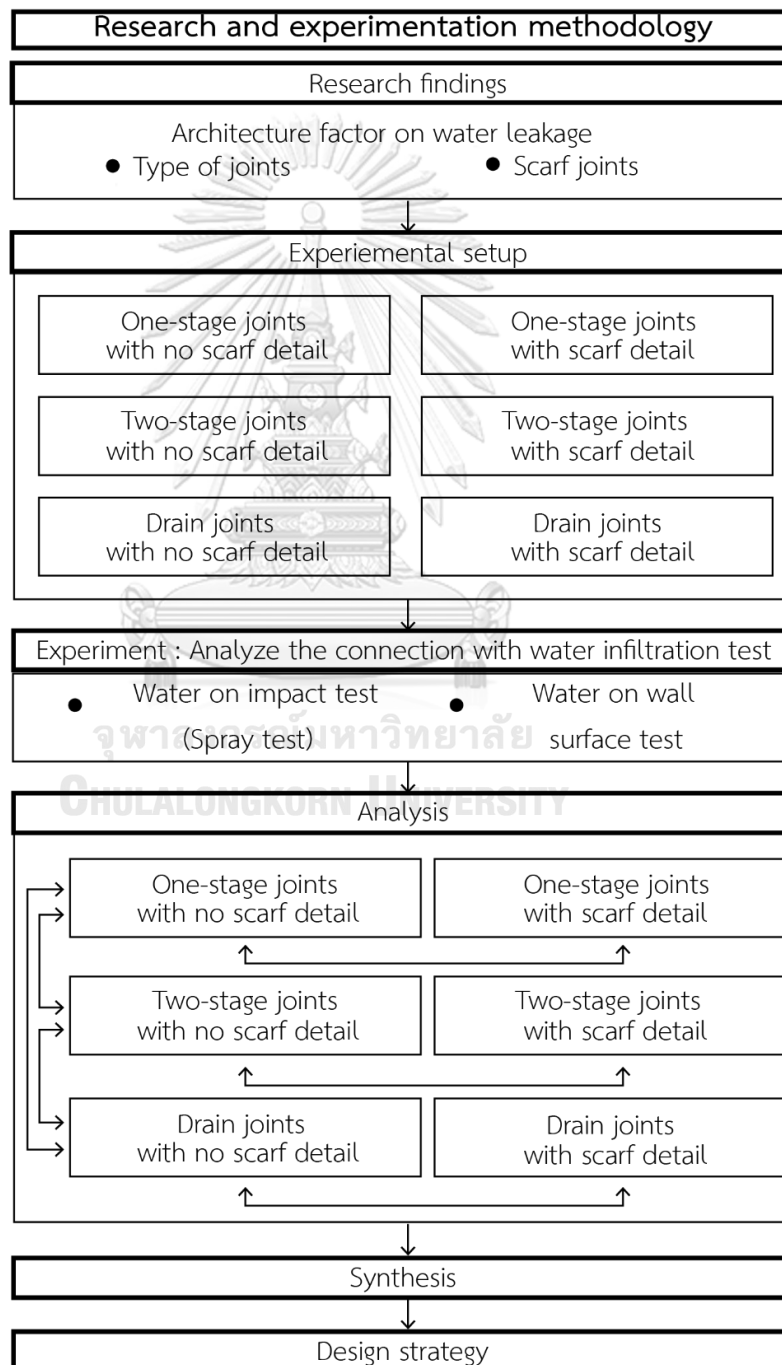 Research and experimentation methodology
Research findings
Architecture factor on water leakage
● Type of joints ● Scarf joints
Experiemental setup
One-stage joints
with no scarf detail
One-stage joints
with scarf detail
Two-stage joints
with no scarf detail
Two-stage joints
with scarf detail
Drain joints
with no scarf detail
Drain joints
with scarf detail
Experiment : Analyze the connection with water infiltration test
● Water on impact test
(Spray test)
● Water on wall
surface test
จุฬาลงกรณ์มหาวิทยาลัย
CHULALONGKORN UNIVERSITY
Analysis
One-stage joints
with no scarf detail
One-stage joints
with scarf detail
Two-stage joints
with no scarf detail
Two-stage joints
with scarf detail
Drain joints
with no scarf detail
Drain joints
with scarf detail
Synthesis
Design strategy